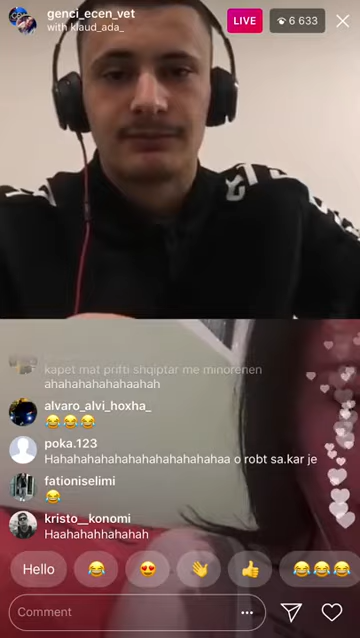 genci_ecen_vet
with klaud_ada_
LIVE
6 633
kapet mat prifti shqiptar me minorenen
ahahahahahahaahah
alvaro_alvi_hoxha_
😂😂😂
poka.123
Hahahahahahahahahahahahaa o robt sa.kar je
fationiselimi
😂
kristo__konomi
Haahahahhahahah
Hello 😂 😍 👋 👍 😂😂😂
Comment